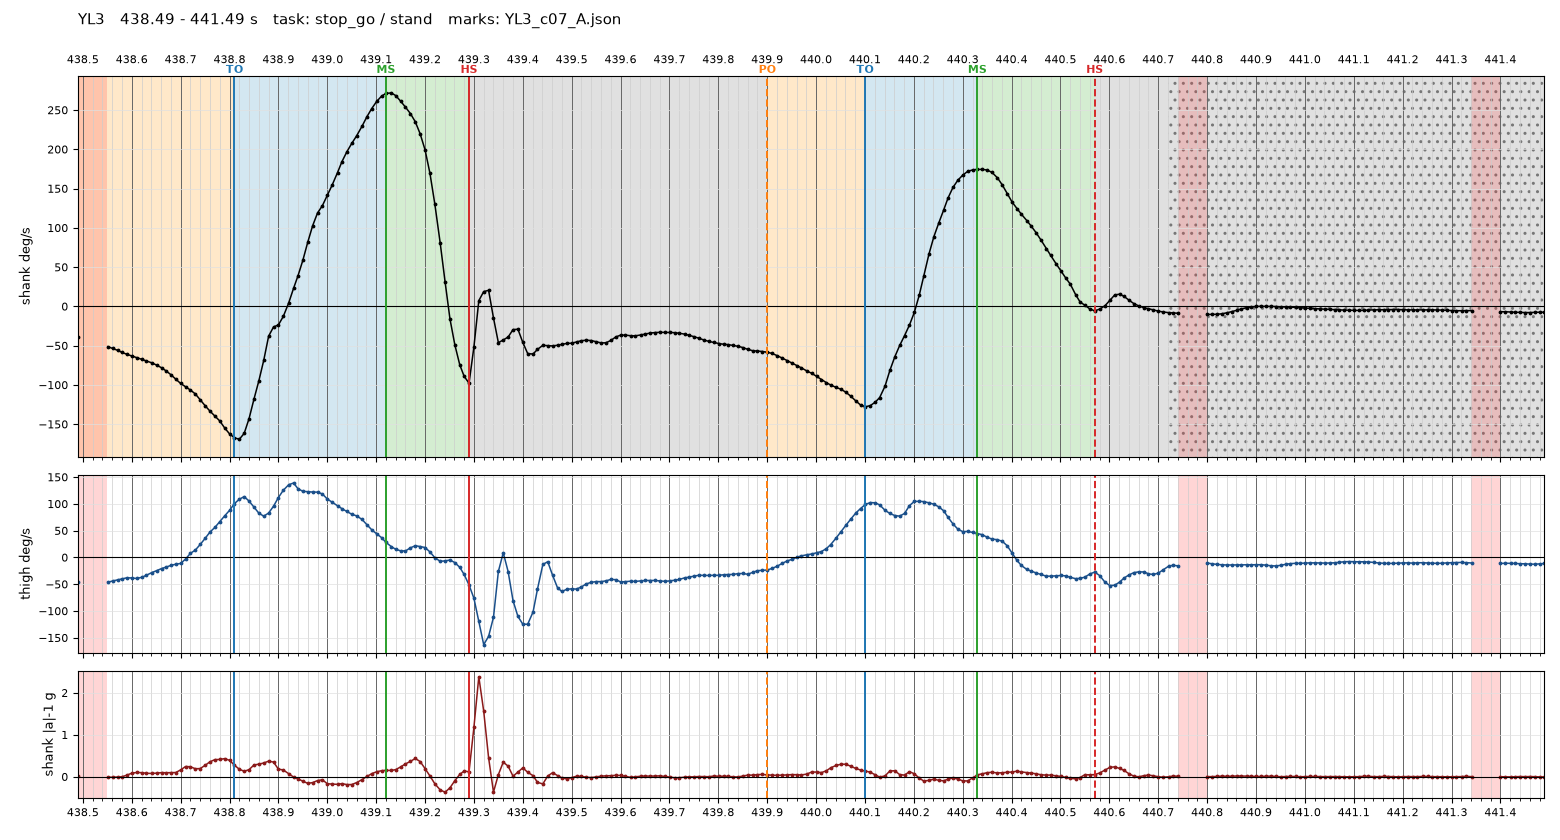 YL3   438.49 - 441.49 s   task: stop_go / stand   marks: YL3_c07_A.json
438.5 438.6 438.7 438.8 438.9 439.0 439.1 439.2 439.3 439.4 439.5 439.6 439.7 439.8 439.9 440.0 440.1 440.2 440.3 440.4 440.5 440.6 440.7 440.8 440.9 441.0 441.1 441.2 441.3 441.4
TO MS HS PO TO MS HS
shank deg/s
250
200
150
100
50
0
−50
−100
−150
thigh deg/s
150
100
50
0
−50
−100
−150
shank |a|-1 g
2
1
0
438.5 438.6 438.7 438.8 438.9 439.0 439.1 439.2 439.3 439.4 439.5 439.6 439.7 439.8 439.9 440.0 440.1 440.2 440.3 440.4 440.5 440.6 440.7 440.8 440.9 441.0 441.1 441.2 441.3 441.4